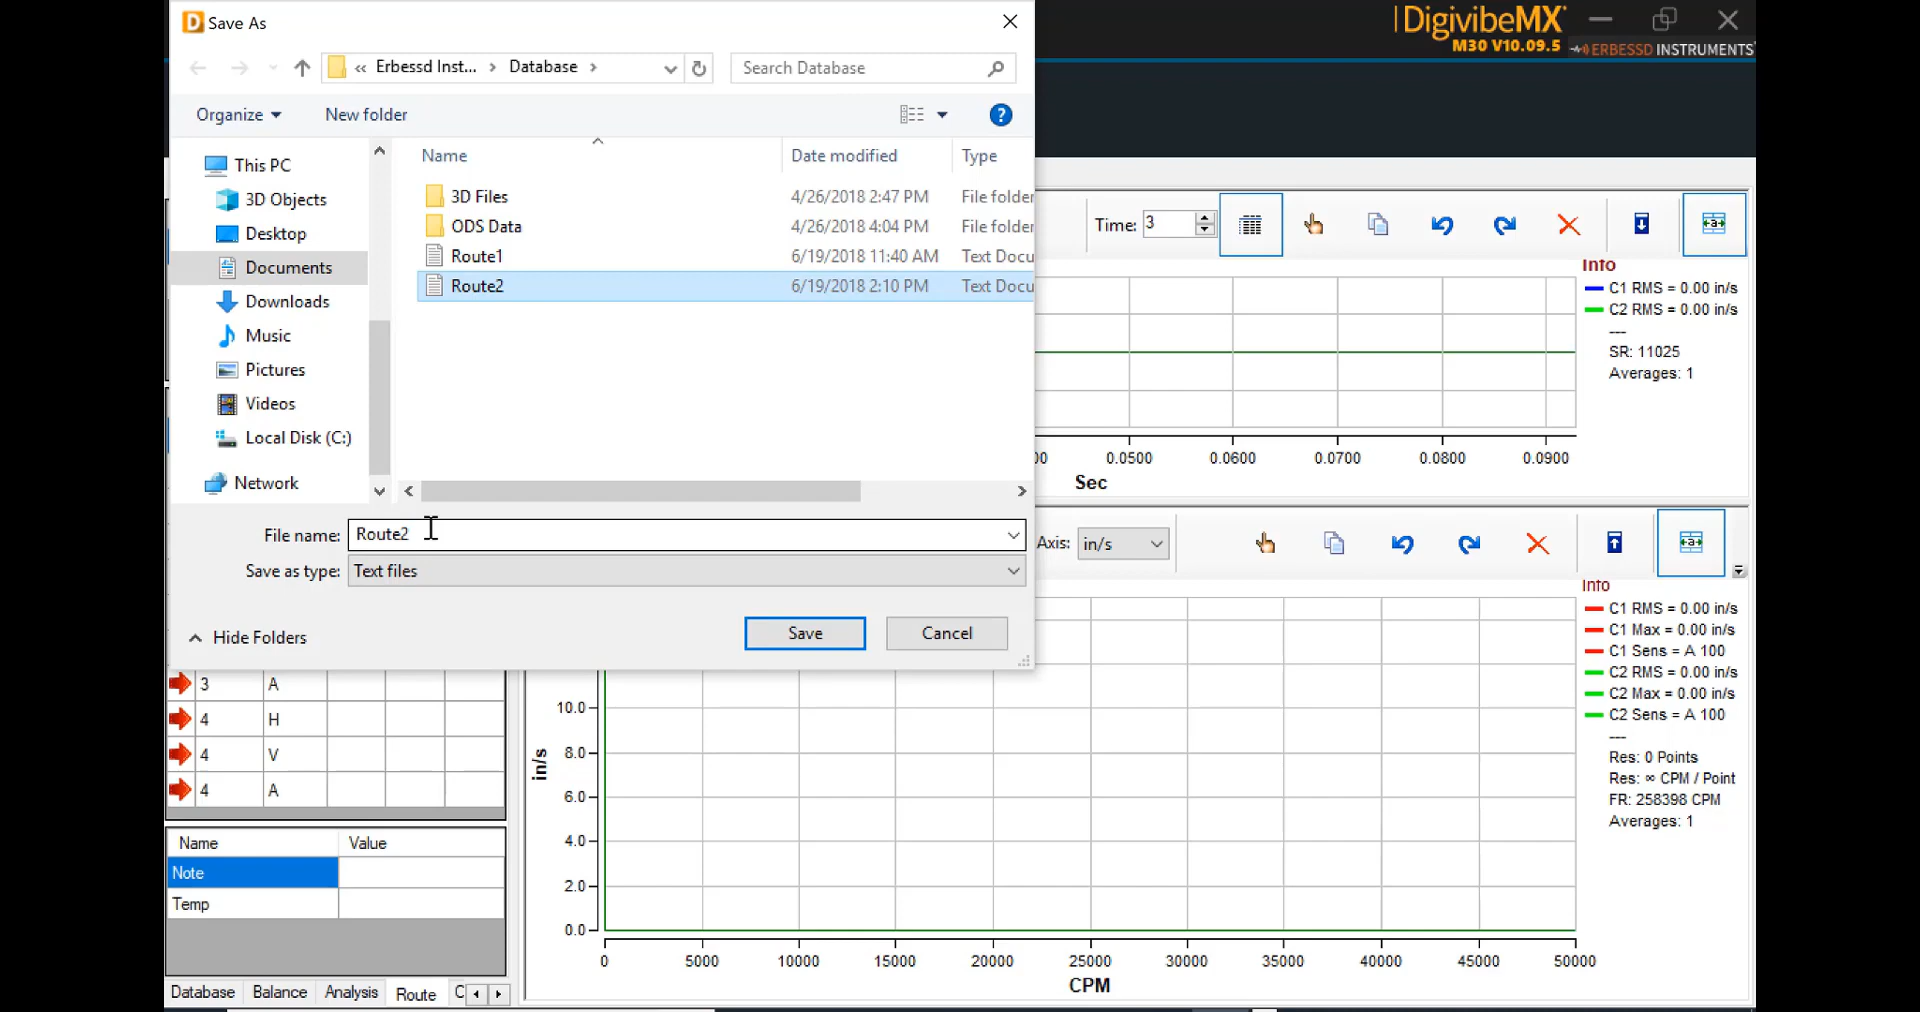 Save As
DigivibeMX
M30 V10.09.5
ERBESSD INSTRUMENTS
« Erbessd Inst... > Database >
Search Database
Organize
New folder
Name
Date modified
Type
This PC
3D Objects
Desktop
Documents
Downloads
Music
Pictures
Videos
Local Disk (C:)
Network
3D Files 4/26/2018 2:47 PM File folder
ODS Data 4/26/2018 4:04 PM File folder
Route1 6/19/2018 11:40 AM Text Docu
Route2 6/19/2018 2:10 PM Text Docu
File name: Route2
Save as type: Text files
Hide Folders
Save
Cancel
Time: 3
Info
C1 RMS = 0.00 in/s
C2 RMS = 0.00 in/s
---
SR: 11025
Averages: 1
00 0.0500 0.0600 0.0700 0.0800 0.0900
Sec
Axis: in/s
Info
C1 RMS = 0.00 in/s
C1 Max = 0.00 in/s
C1 Sens = A 100
C2 RMS = 0.00 in/s
C2 Max = 0.00 in/s
C2 Sens = A 100
---
Res: 0 Points
Res: ∞ CPM / Point
FR: 258398 CPM
Averages: 1
3 A
4 H
4 V
4 A
Name Value
Note
Temp
Database Balance Analysis Route C
in/s
10.0
8.0
6.0
4.0
2.0
0.0
0 5000 10000 15000 20000 25000 30000 35000 40000 45000 50000
CPM